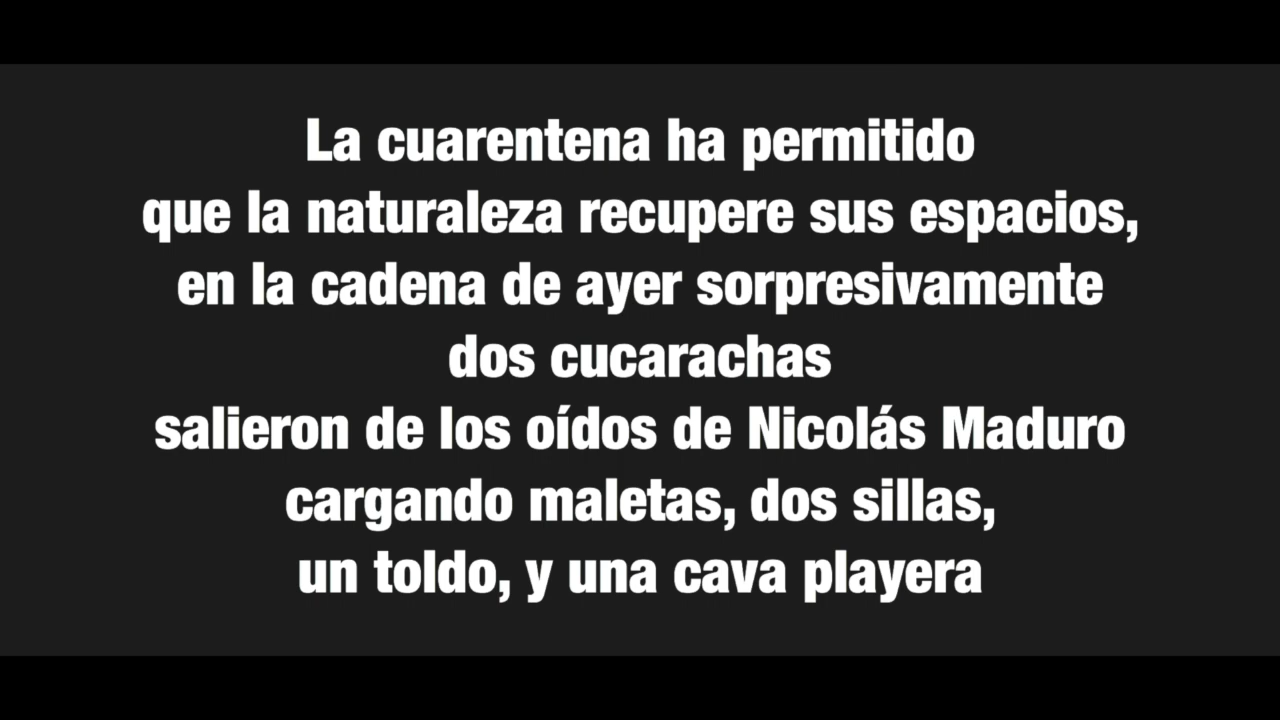 La cuarentena ha permitido
que la naturaleza recupere sus espacios,
en la cadena de ayer sorpresivamente
dos cucarachas
salieron de los oídos de Nicolás Maduro
cargando maletas, dos sillas,
un toldo, y una cava playera